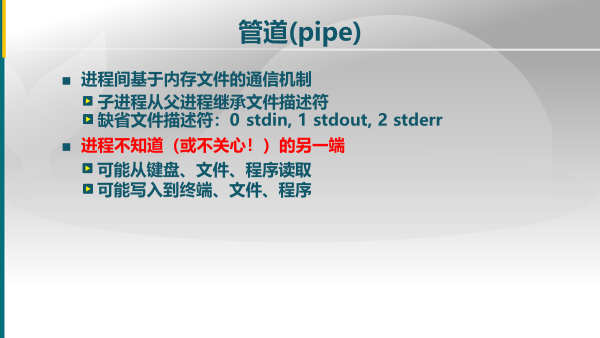 管道(pipe)
进程间基于内存文件的通信机制
子进程从父进程继承文件描述符
缺省文件描述符：0 stdin, 1 stdout, 2 stderr
进程不知道（或不关心！）的另一端
可能从键盘、文件、程序读取
可能写入到终端、文件、程序